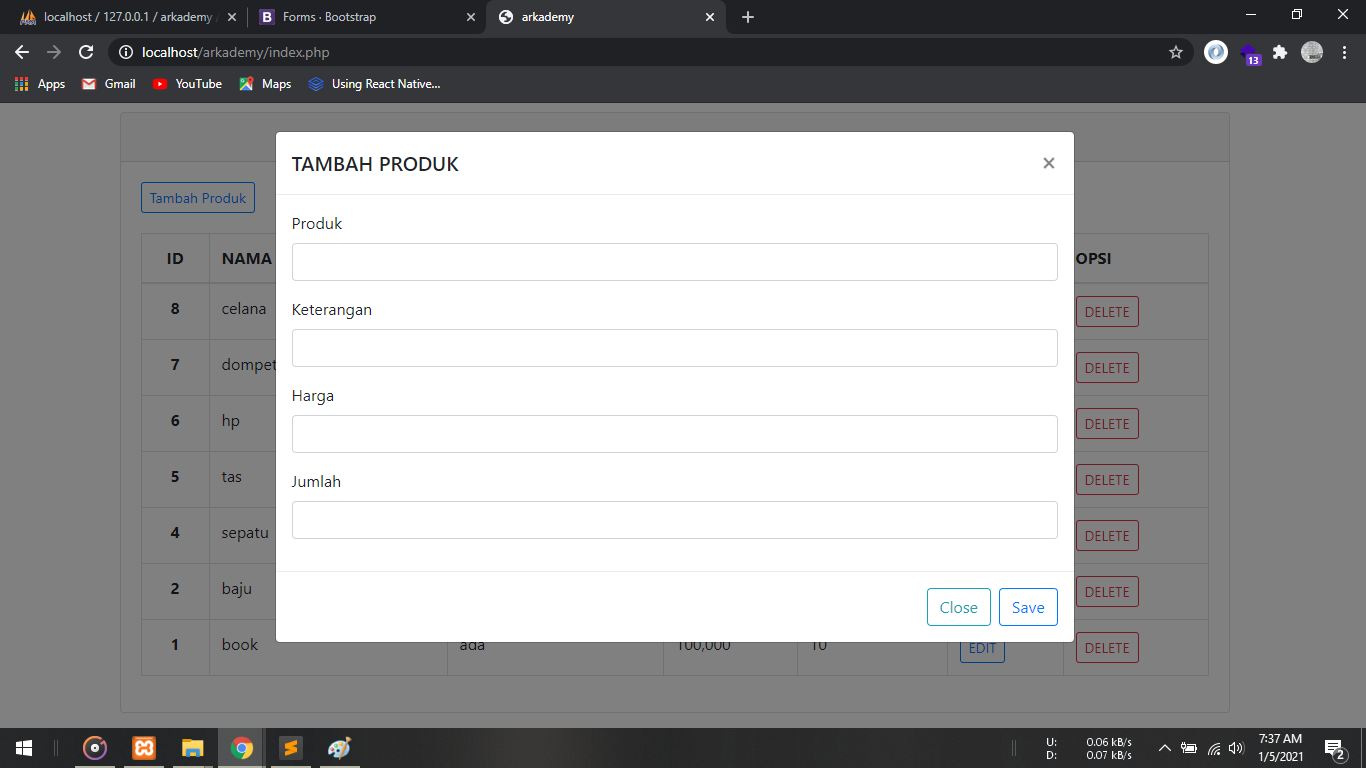 localhost / 127.0.0.1 / arkademy
Forms · Bootstrap
arkademy
localhost/arkademy/index.php
13
Apps
Gmail
YouTube
Maps
Using React Native...
TAMBAH PRODUK
×
Tambah Produk
Produk
Keterangan
Harga
Jumlah
Close
Save
ID NAMA OPSI
8 celana DELETE
7 dompet DELETE
6 hp DELETE
5 tas DELETE
4 sepatu DELETE
2 baju DELETE
1 book ada 100,000 10 EDIT DELETE
U: 0.06 kB/s
D: 0.07 kB/s
7:37 AM
1/5/2021
2